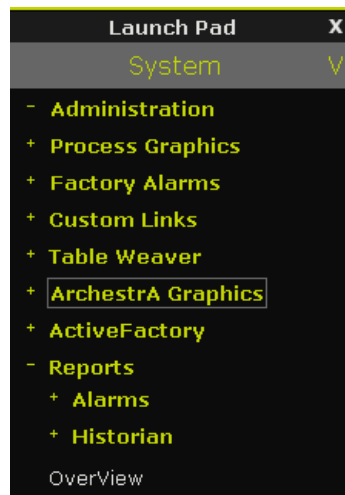 Launch Pad X
System V
- Administration
+ Process Graphics
+ Factory Alarms
+ Custom Links
+ Table Weaver
+ ArchestrA Graphics
+ ActiveFactory
- Reports
+ Alarms
+ Historian
OverView